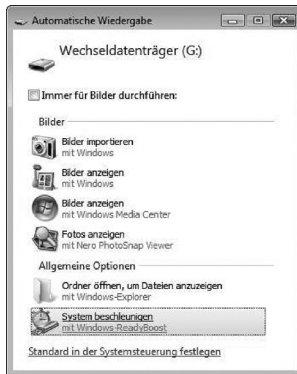 Automatische Wiedergabe
Wechseldatenträger (G:)
Immer für Bilder durchführen:
Bilder
Bilder importieren
mit Windows
Bilder anzeigen
mit Windows
Bilder anzeigen
mit Windows Media Center
Fotos anzeigen
mit Nero PhotoSnap Viewer
Allgemeine Optionen
Ordner öffnen, um Dateien anzuzeigen
mit Windows-Explorer
System beschleunigen
mit Windows-ReadyBoost
Standard in der Systemsteuerung festlegen